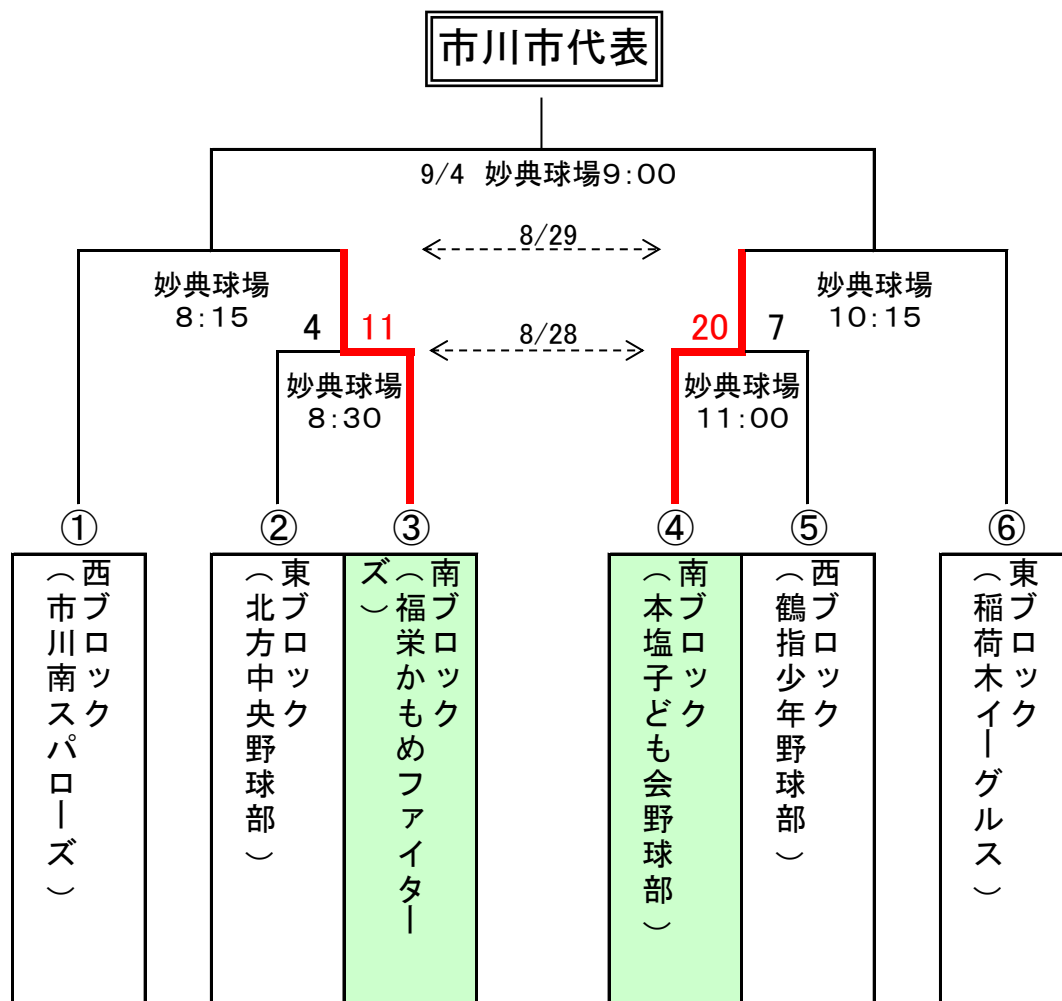 市川市代表
9/4 妙典球場9:00
8/29
妙典球場
8:15
妙典球場
10:15
4
11
8/28
20
7
妙典球場
8:30
妙典球場
11:00
①
②
③
④
⑤
⑥
西ブロック
(市川南スパローズ)
東ブロック
(北方中央野球部)
南ブロック
(福栄かもめファイター
ズ)
南ブロック
(本塩子ども会野球部)
西ブロック
(鶴指少年野球部)
東ブロック
(稲荷木イーグルス)